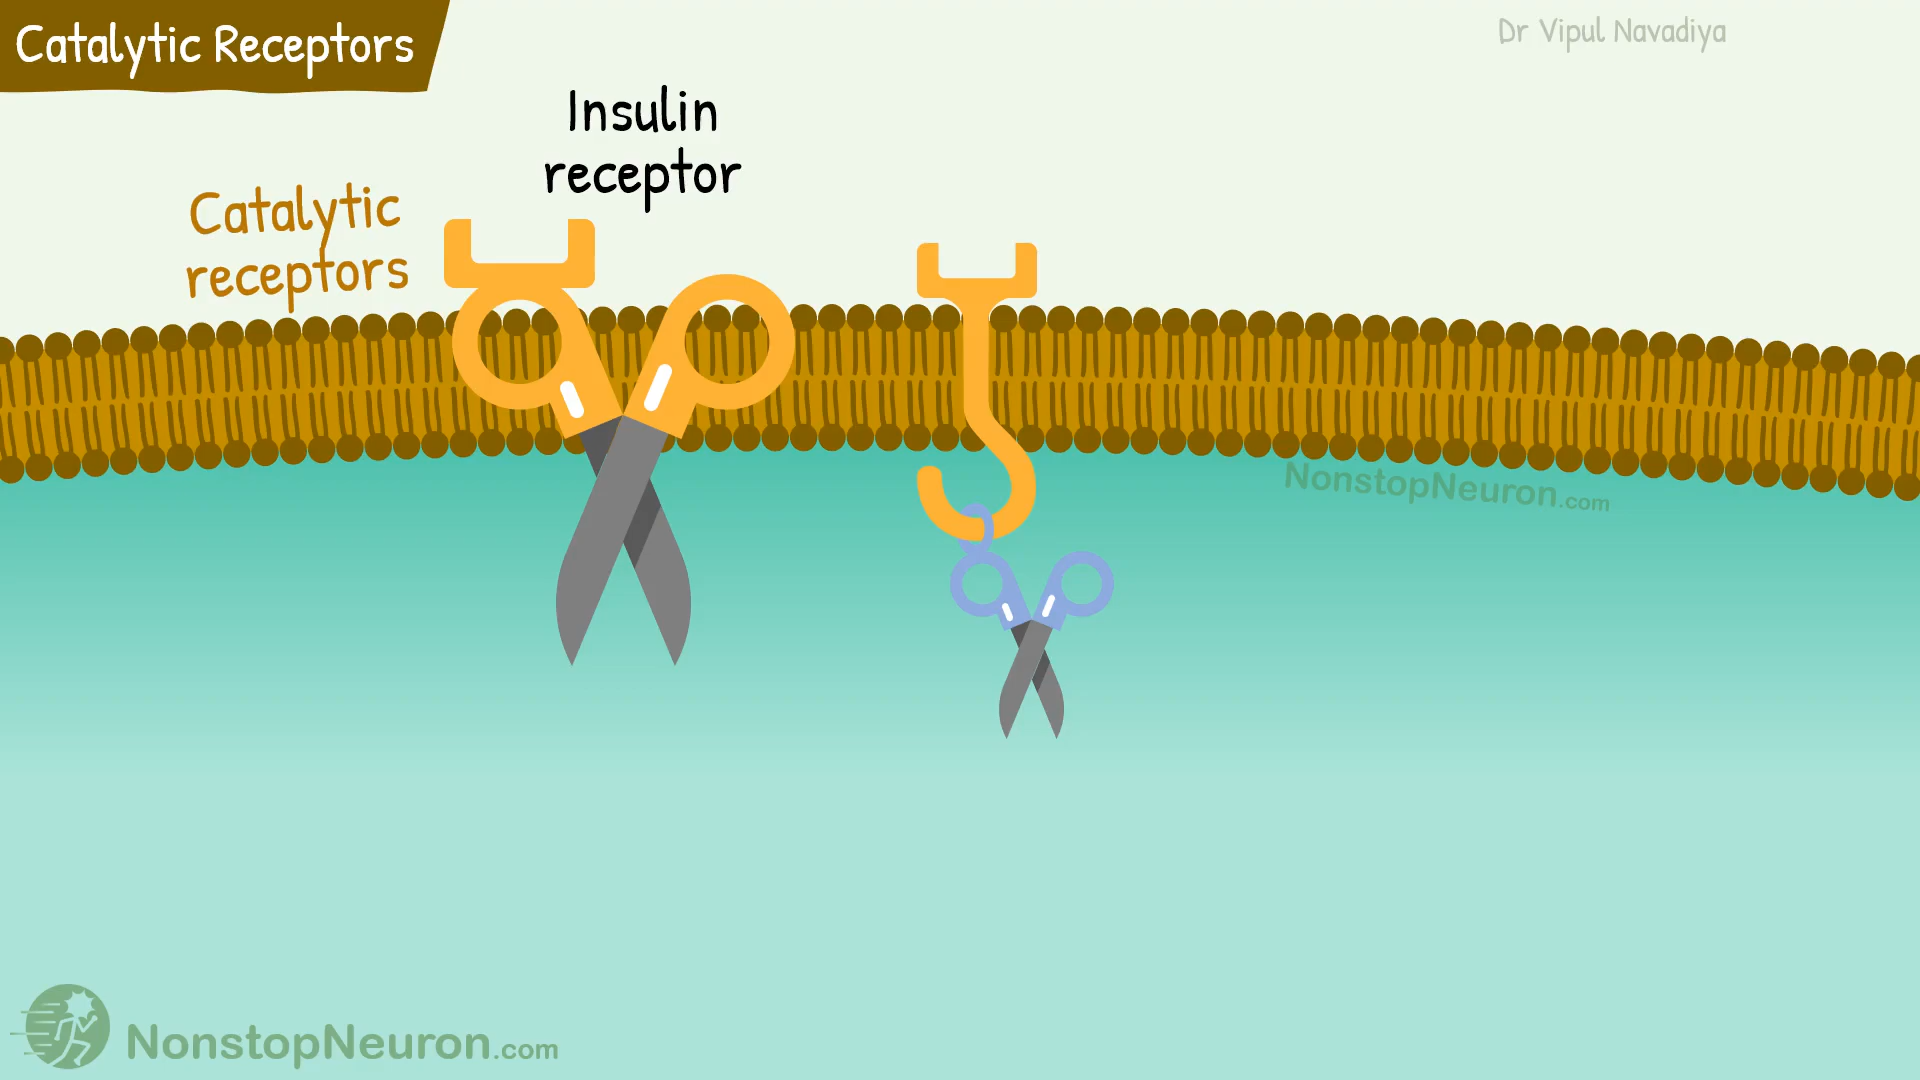 Catalytic Receptors
Dr Vipul Navadiya
Insulin
receptor
Catalytic
receptors
NonstopNeuron.com
NonstopNeuron.com